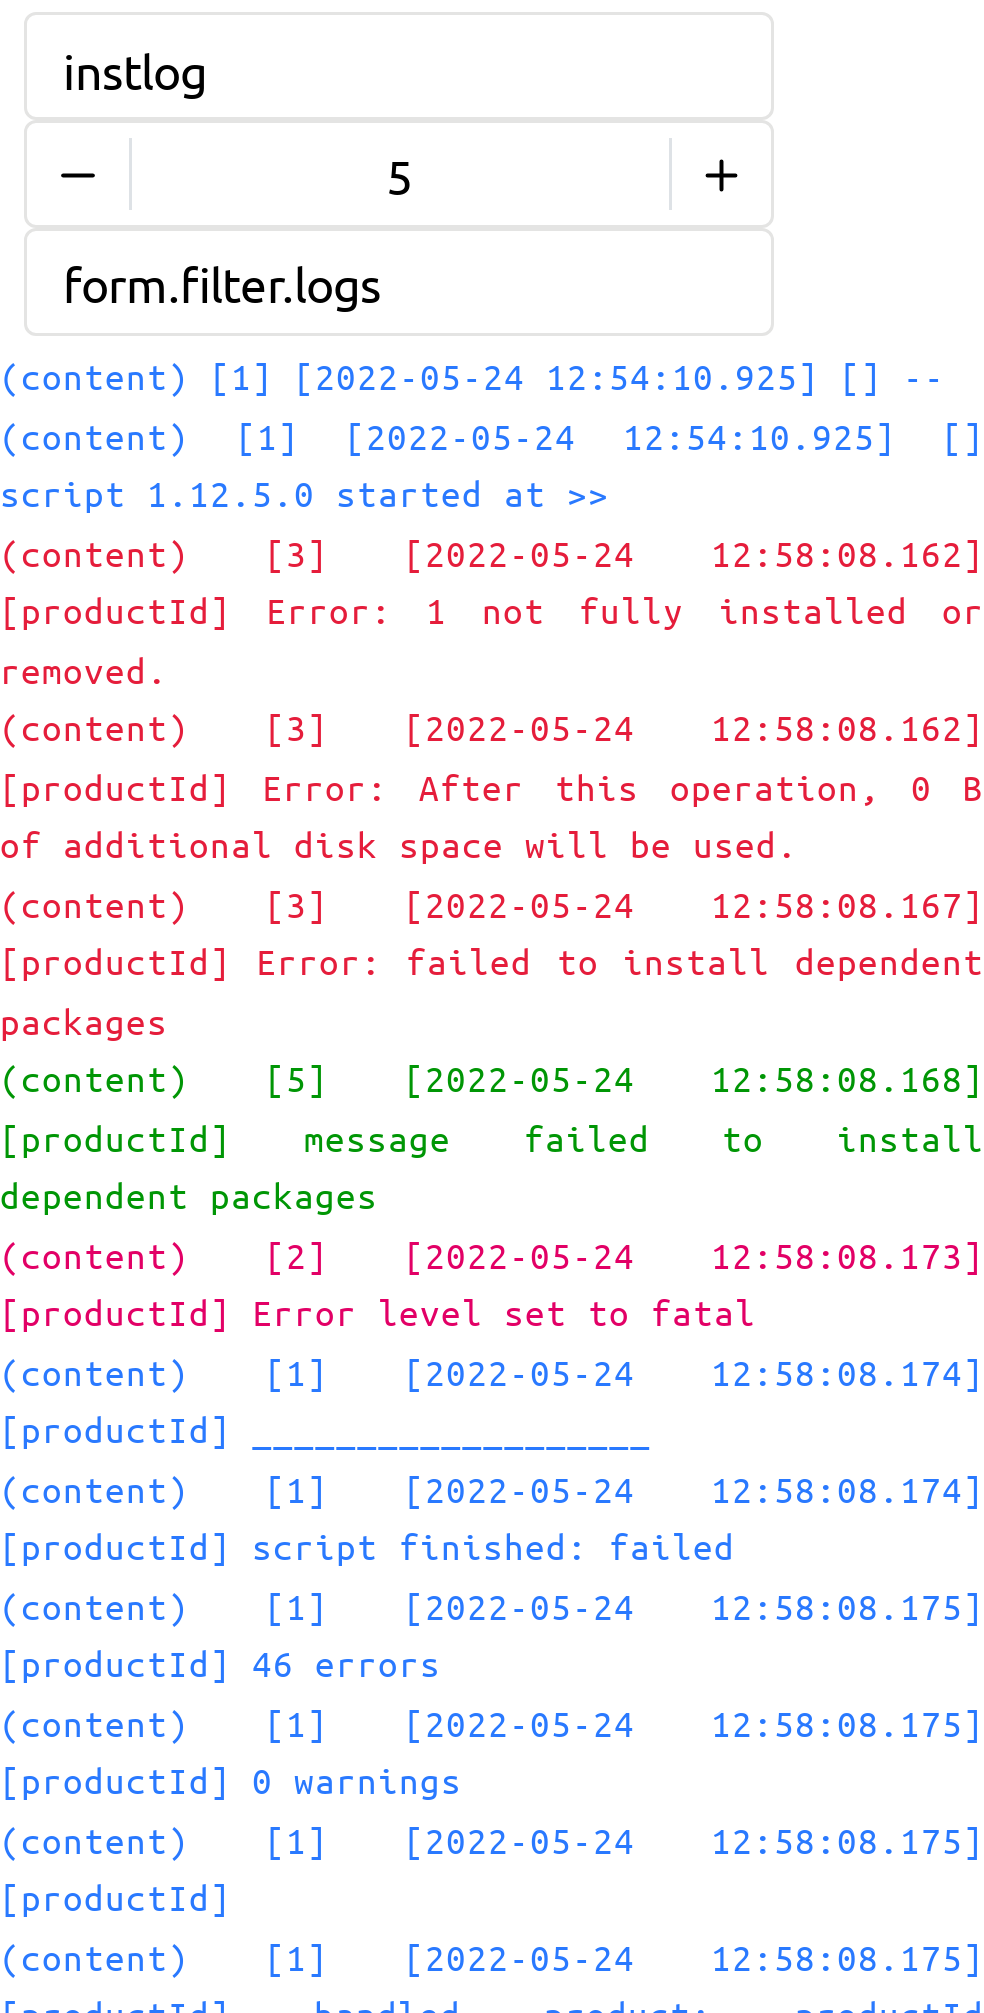 instlog
− 5 +
form.filter.logs
(content) [1] [2022-05-24 12:54:10.925] [] --
(content) [1] [2022-05-24 12:54:10.925] []
script 1.12.5.0 started at >>
(content) [3] [2022-05-24 12:58:08.162]
[productId] Error: 1 not fully installed or
removed.
(content) [3] [2022-05-24 12:58:08.162]
[productId] Error: After this operation, 0 B
of additional disk space will be used.
(content) [3] [2022-05-24 12:58:08.167]
[productId] Error: failed to install dependent
packages
(content) [5] [2022-05-24 12:58:08.168]
[productId] message failed to install
dependent packages
(content) [2] [2022-05-24 12:58:08.173]
[productId] Error level set to fatal
(content) [1] [2022-05-24 12:58:08.174]
[productId] ___________________
(content) [1] [2022-05-24 12:58:08.174]
[productId] script finished: failed
(content) [1] [2022-05-24 12:58:08.175]
[productId] 46 errors
(content) [1] [2022-05-24 12:58:08.175]
[productId] 0 warnings
(content) [1] [2022-05-24 12:58:08.175]
[productId]
(content) [1] [2022-05-24 12:58:08.175]
[productId] handled product: productId